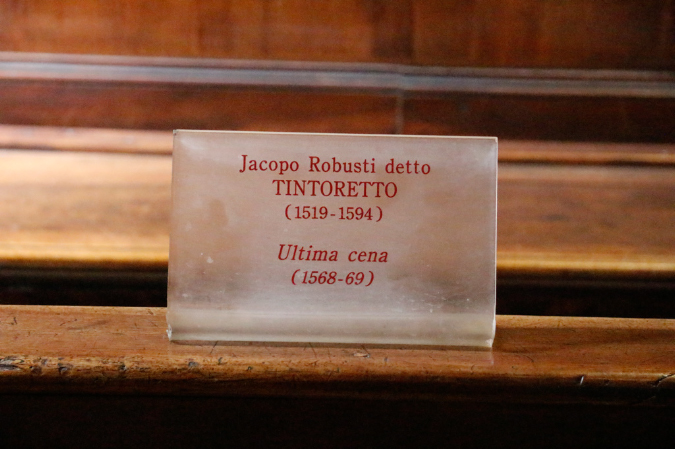 Jacopo Robusti detto
TINTORETTO
(1519-1594)
Ultima cena
(1568-69)